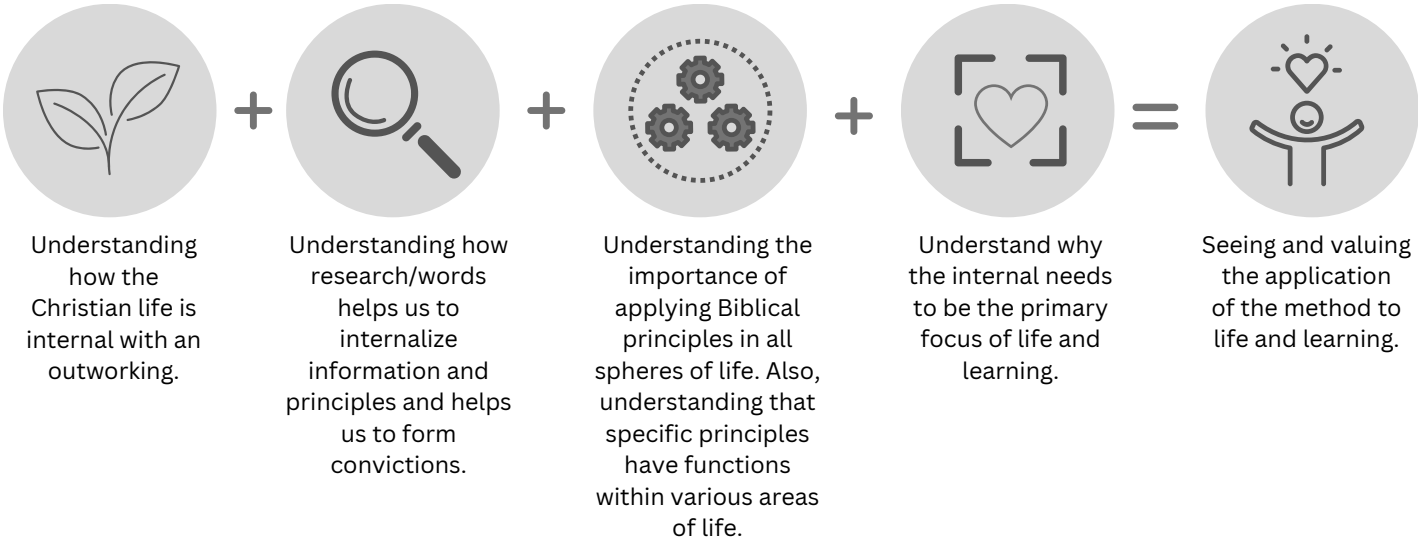 Understanding
how the
Christian life is
internal with an
outworking.
Understanding how
research/words
helps us to
internalize
information and
principles and helps
us to form
convictions.
Understanding the
importance of
applying Biblical
principles in all
spheres of life. Also,
understanding that
specific principles
have functions
within various areas
of life.
Understand why
the internal needs
to be the primary
focus of life and
learning.
Seeing and valuing
the application
of the method to
life and learning.